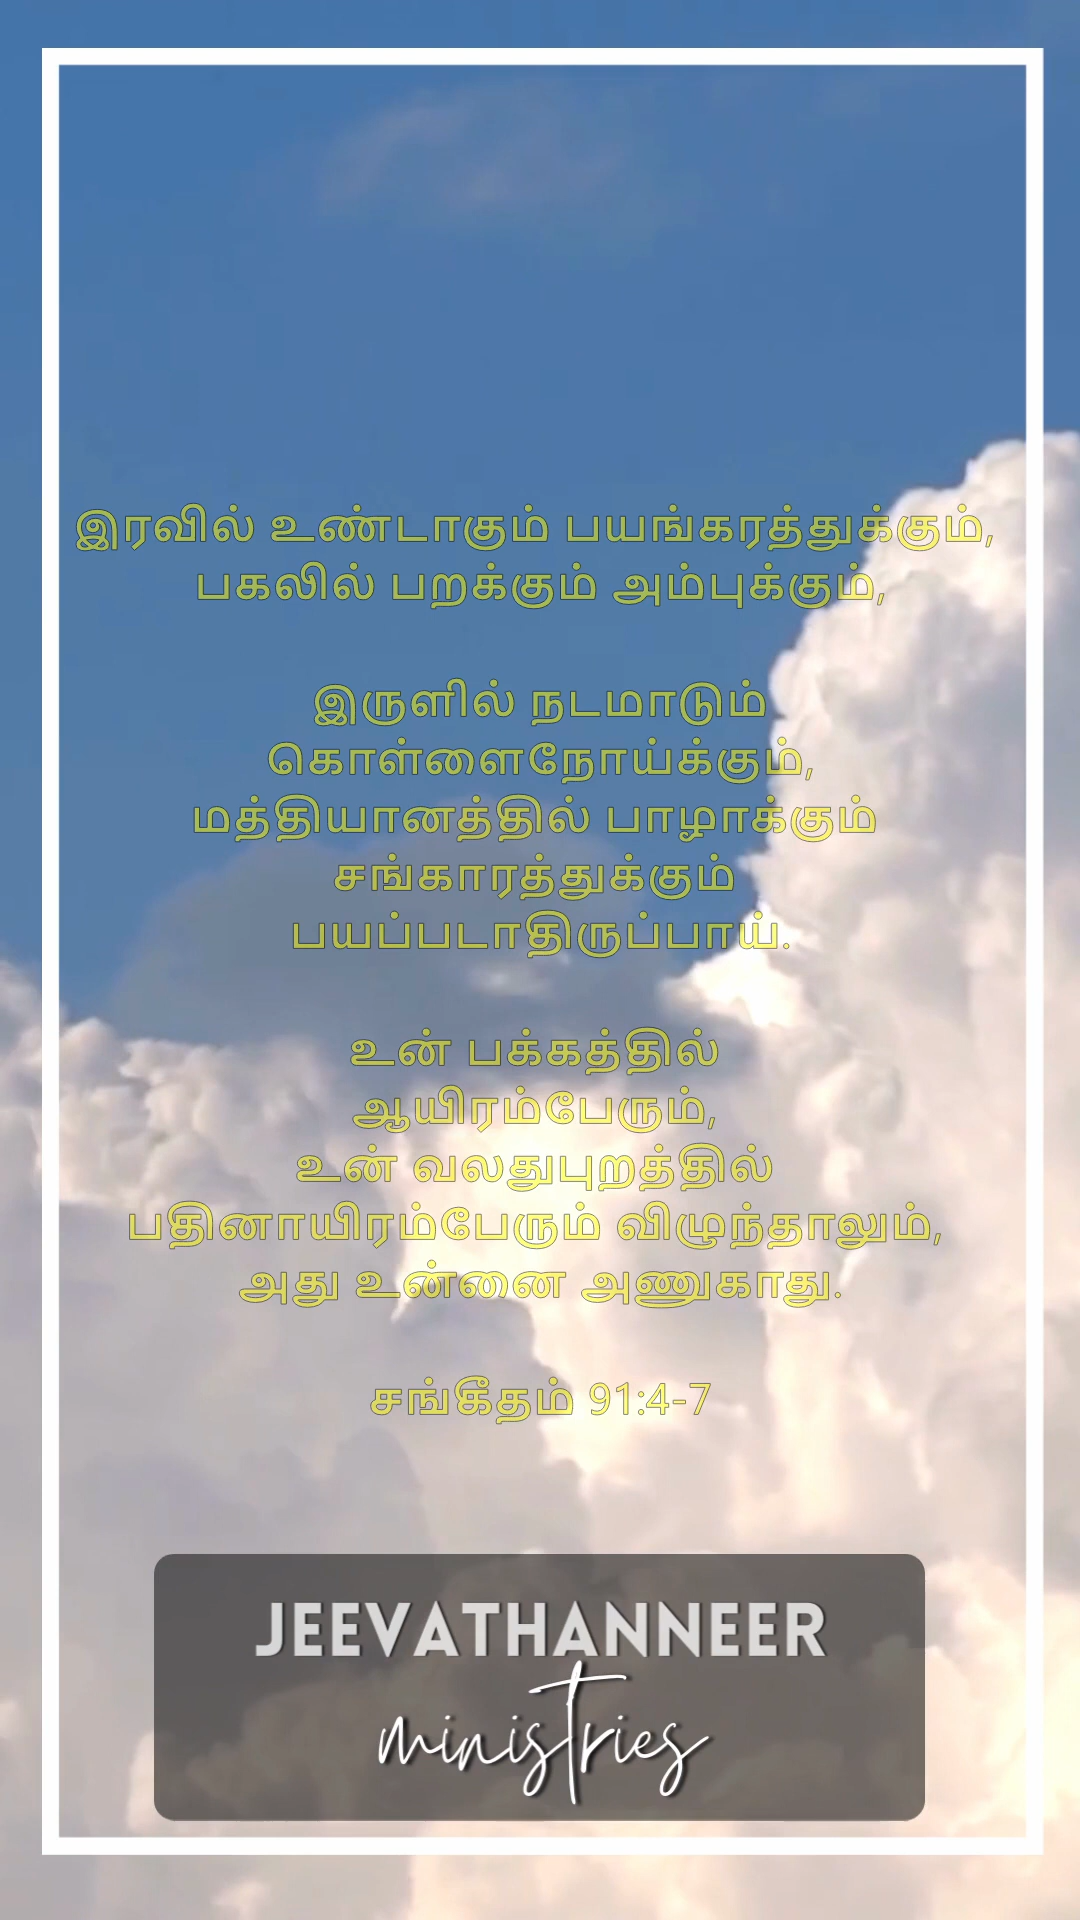 இரவில் உண்டாகும் பயங்கரத்துக்கும்,
பகலில் பறக்கும் அம்புக்கும்,
இருளில் நடமாடும்
கொள்ளைநோய்க்கும்,
மத்தியானத்தில் பாழாக்கும்
சங்காரத்துக்கும்
பயப்படாதிருப்பாய்.
உன் பக்கத்தில்
ஆயிரம்பேரும்,
உன் வலதுபுறத்தில்
பதினாயிரம்பேரும் விழுந்தாலும்,
அது உன்னை அணுகாது.
சங்கீதம் 91:4-7
JEEVATHANNEER
ministries